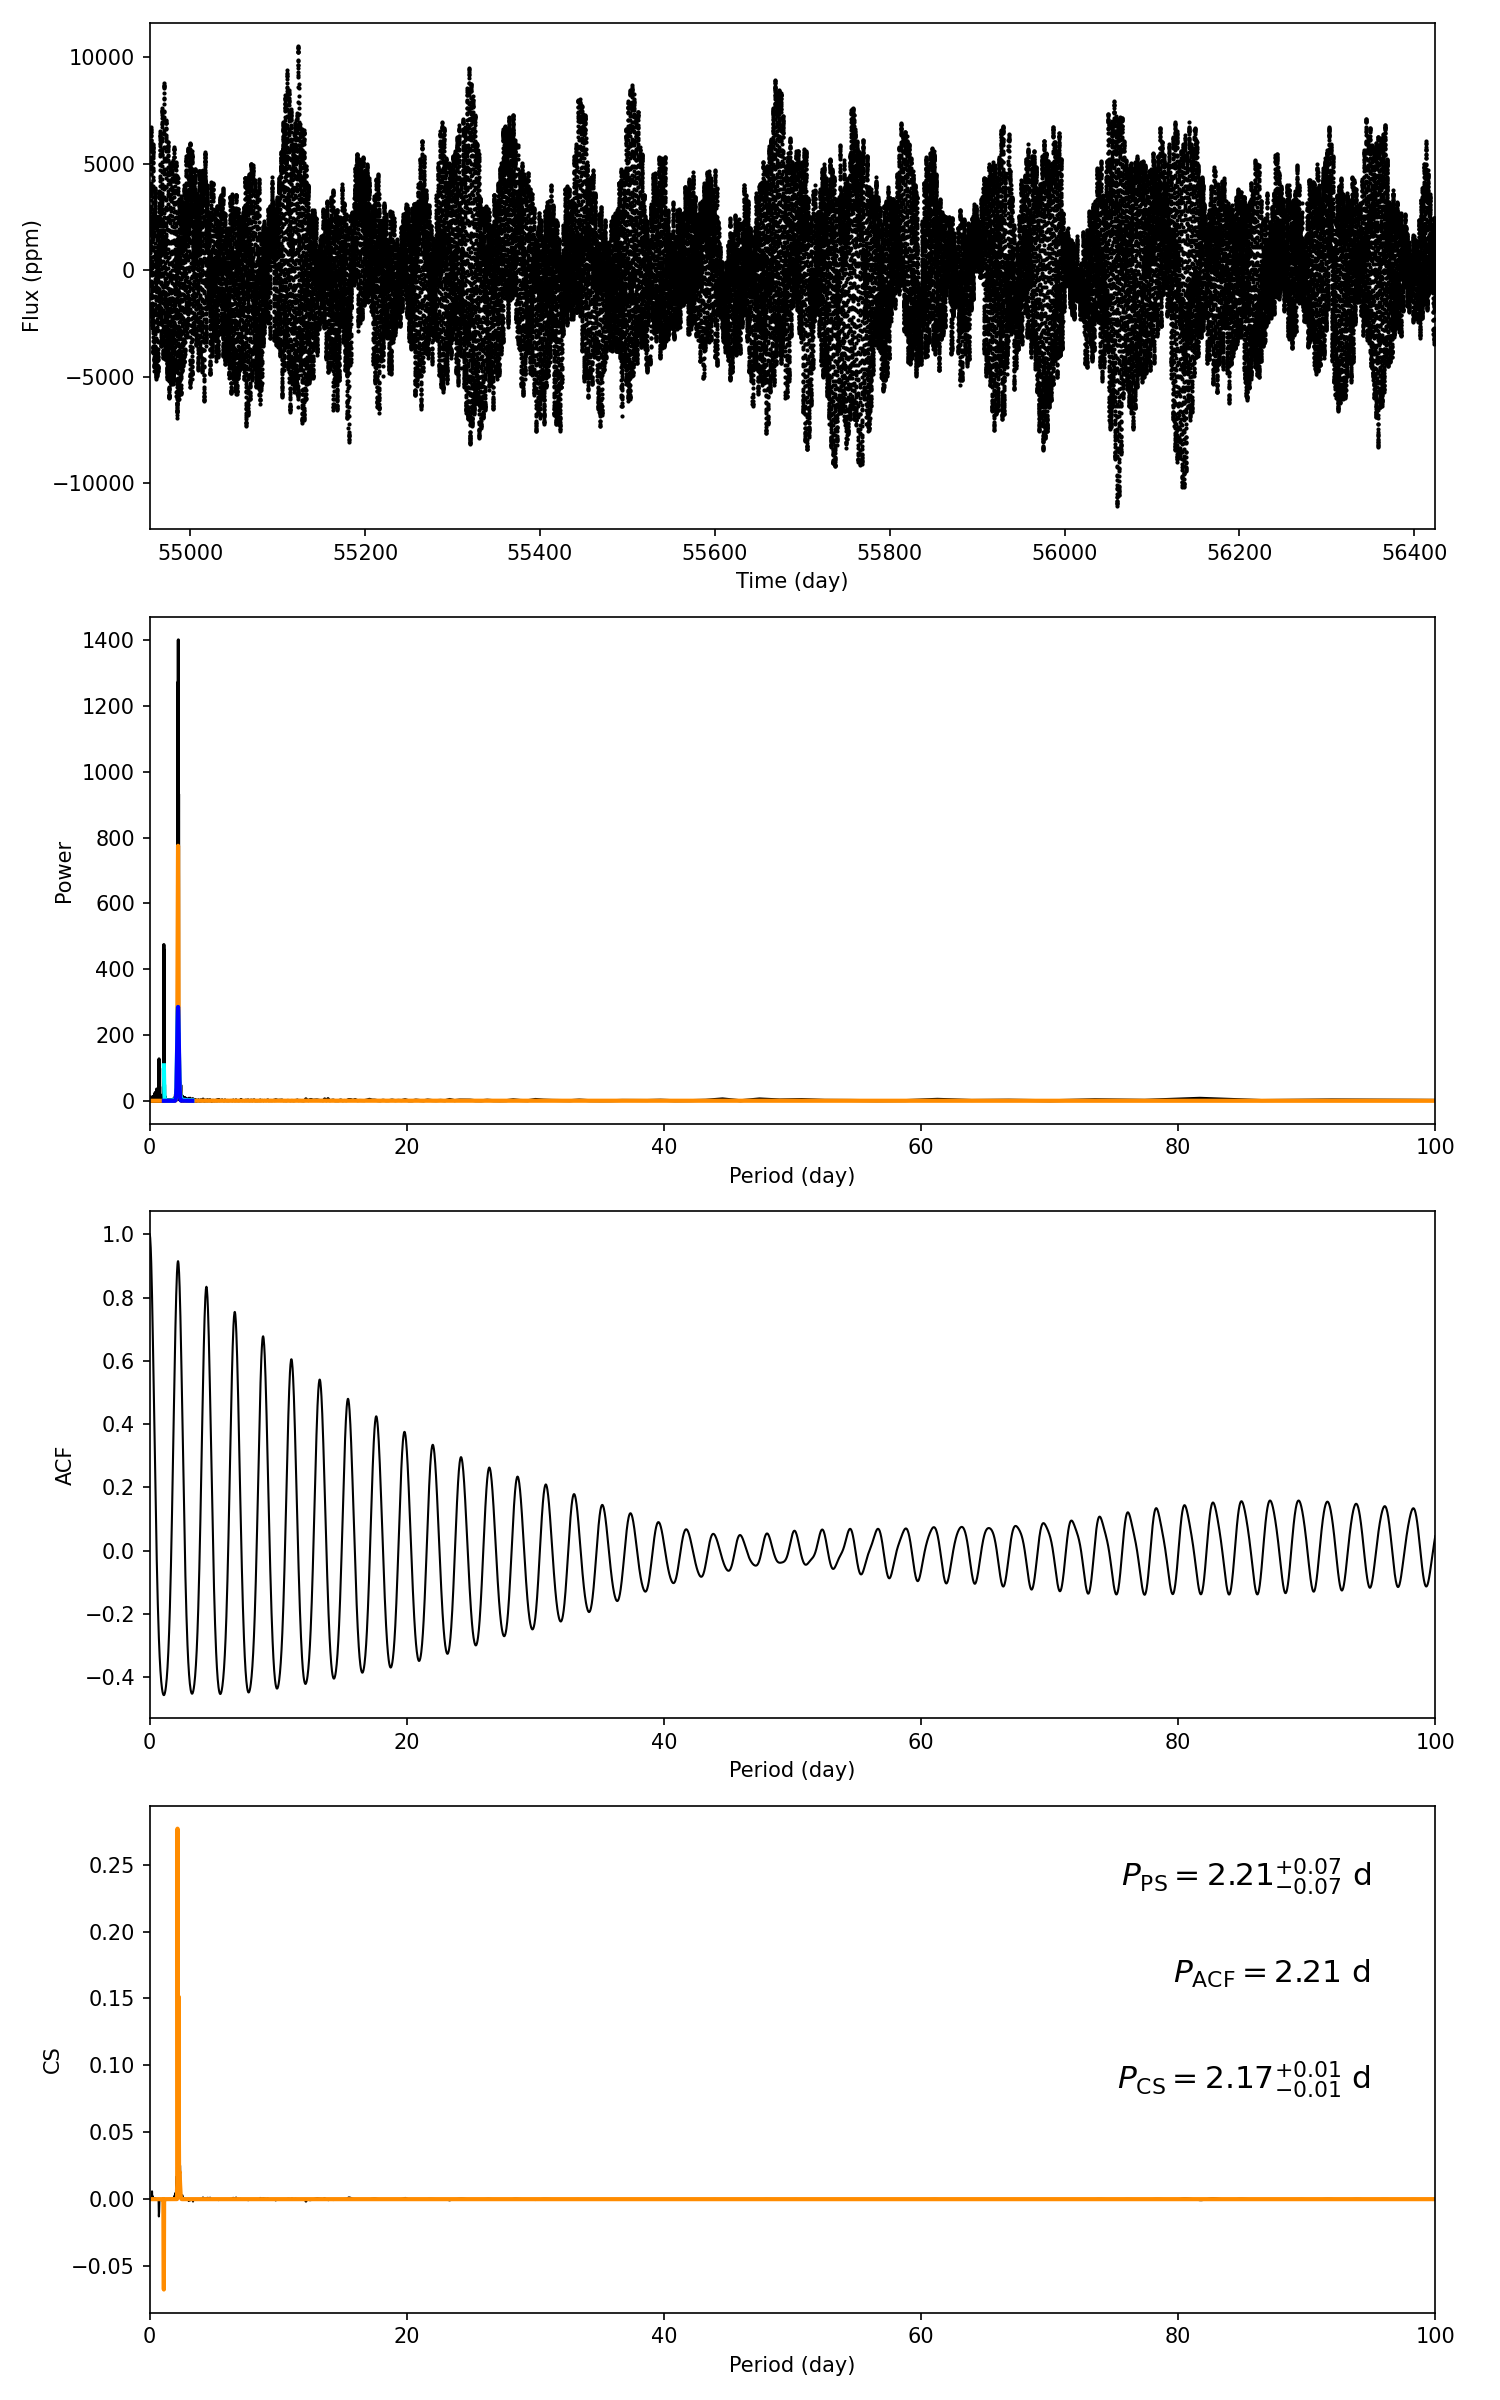 10000
5000
0
−5000
−10000
Flux (ppm)
55000 55200 55400 55600 55800 56000 56200 56400
Time (day)
1400
1200
1000
800
600
400
200
0
Power
0 20 40 60 80 100
Period (day)
1.0
0.8
0.6
0.4
0.2
0.0
−0.2
−0.4
ACF
0 20 40 60 80 100
Period (day)
0.25
0.20
0.15
0.10
0.05
0.00
−0.05
CS
P_PS = 2.21^{+0.07}_{−0.07} d
P_ACF = 2.21 d
P_CS = 2.17^{+0.01}_{−0.01} d
0 20 40 60 80 100
Period (day)